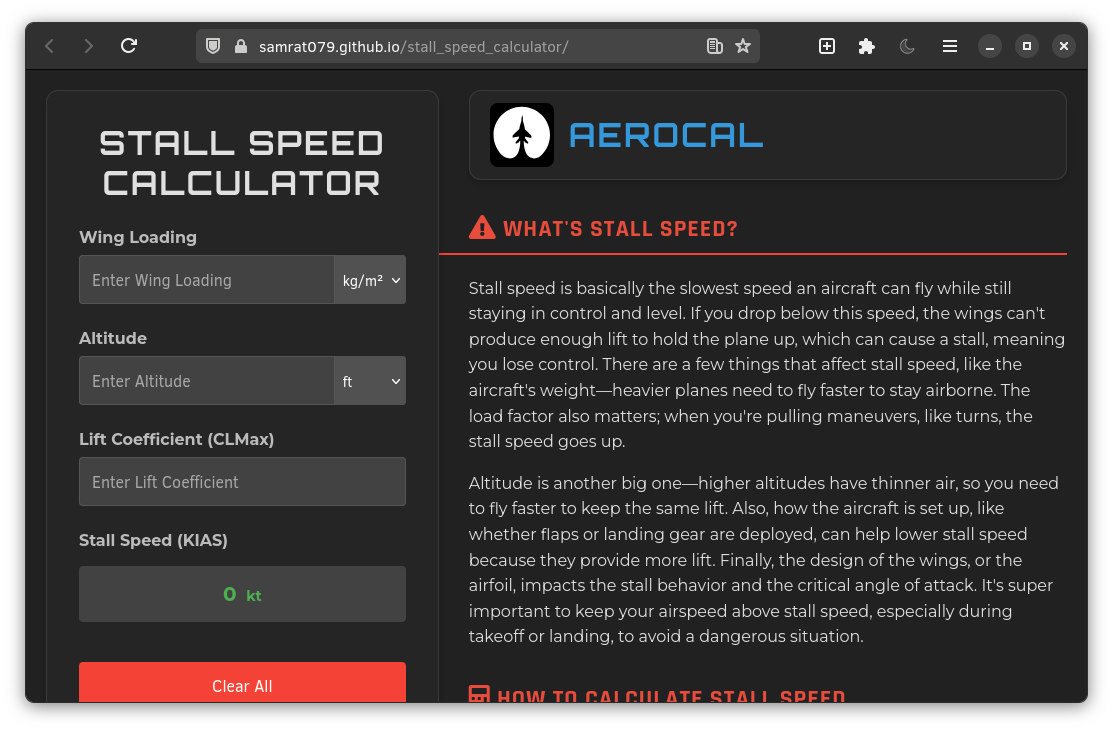 samrat079.github.io/stall_speed_calculator/
STALL SPEED
CALCULATOR
Wing Loading
Enter Wing Loading
kg/m²
Altitude
Enter Altitude
ft
Lift Coefficient (CLMax)
Enter Lift Coefficient
Stall Speed (KIAS)
0 kt
Clear All
AEROCAL
WHAT'S STALL SPEED?
Stall speed is basically the slowest speed an aircraft can fly while still
staying in control and level. If you drop below this speed, the wings can't
produce enough lift to hold the plane up, which can cause a stall, meaning
you lose control. There are a few things that affect stall speed, like the
aircraft's weight—heavier planes need to fly faster to stay airborne. The
load factor also matters; when you're pulling maneuvers, like turns, the
stall speed goes up.
Altitude is another big one—higher altitudes have thinner air, so you need
to fly faster to keep the same lift. Also, how the aircraft is set up, like
whether flaps or landing gear are deployed, can help lower stall speed
because they provide more lift. Finally, the design of the wings, or the
airfoil, impacts the stall behavior and the critical angle of attack. It's super
important to keep your airspeed above stall speed, especially during
takeoff or landing, to avoid a dangerous situation.
HOW TO CALCULATE STALL SPEED